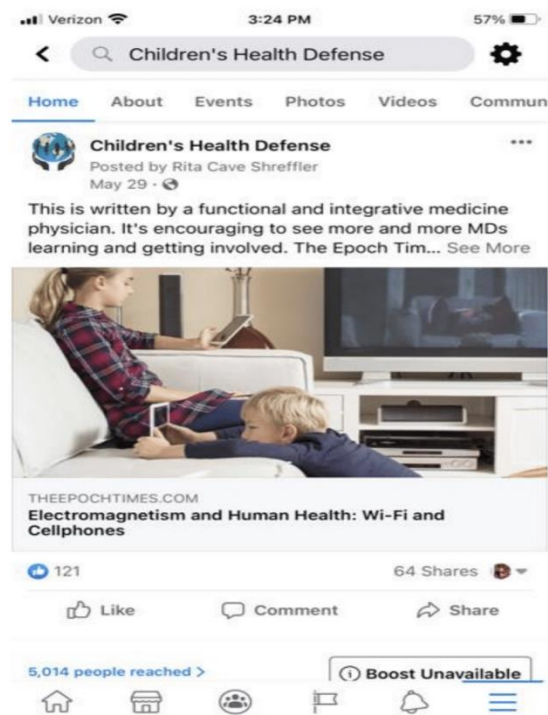 Verizon 3:24 PM 57%
Children's Health Defense
Home About Events Photos Videos Commun
Children's Health Defense
Posted by Rita Cave Shreffler
May 29 ·
This is written by a functional and integrative medicine
physician. It's encouraging to see more and more MDs
learning and getting involved. The Epoch Tim... See More
THEEPOCHTIMES.COM
Electromagnetism and Human Health: Wi-Fi and
Cellphones
121 64 Shares
Like Comment Share
5,014 people reached > Boost Unavailable